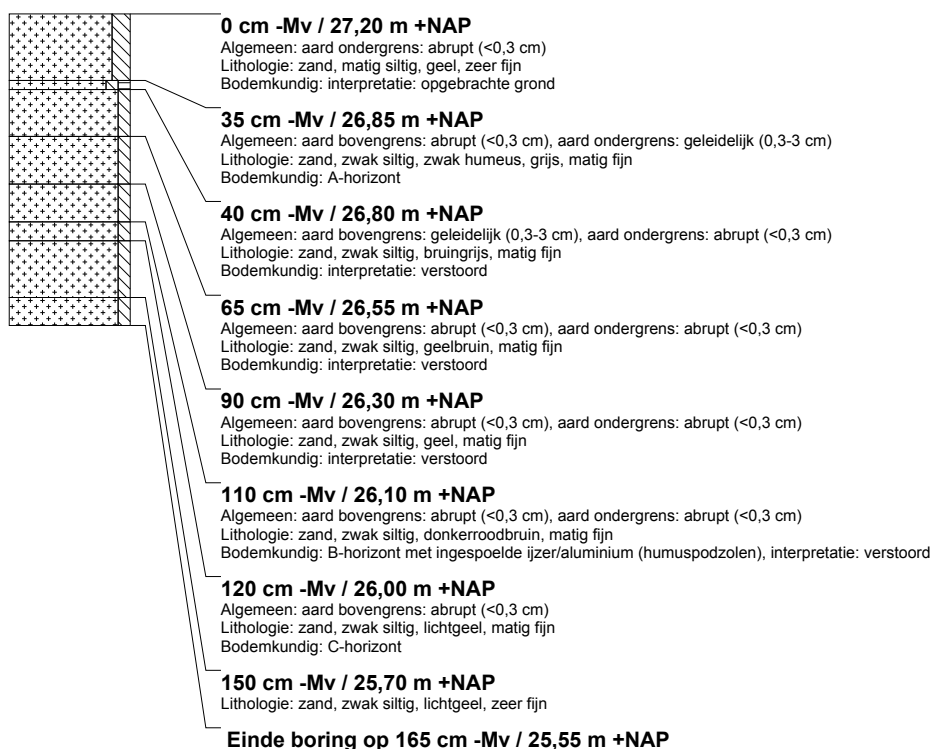 0 cm -Mv / 27,20 m +NAP
Algemeen: aard ondergrens: abrupt (<0,3 cm)
Lithologie: zand, matig siltig, geel, zeer fijn
Bodemkundig: interpretatie: opgebrachte grond
35 cm -Mv / 26,85 m +NAP
Algemeen: aard bovengrens: abrupt (<0,3 cm), aard ondergrens: geleidelijk (0,3-3 cm)
Lithologie: zand, zwak siltig, zwak humeus, grijs, matig fijn
Bodemkundig: A-horizont
40 cm -Mv / 26,80 m +NAP
Algemeen: aard bovengrens: geleidelijk (0,3-3 cm), aard ondergrens: abrupt (<0,3 cm)
Lithologie: zand, zwak siltig, bruingrijs, matig fijn
Bodemkundig: interpretatie: verstoord
65 cm -Mv / 26,55 m +NAP
Algemeen: aard bovengrens: abrupt (<0,3 cm), aard ondergrens: abrupt (<0,3 cm)
Lithologie: zand, zwak siltig, geelbruin, matig fijn
Bodemkundig: interpretatie: verstoord
90 cm -Mv / 26,30 m +NAP
Algemeen: aard bovengrens: abrupt (<0,3 cm), aard ondergrens: abrupt (<0,3 cm)
Lithologie: zand, zwak siltig, geel, matig fijn
Bodemkundig: interpretatie: verstoord
110 cm -Mv / 26,10 m +NAP
Algemeen: aard bovengrens: abrupt (<0,3 cm), aard ondergrens: abrupt (<0,3 cm)
Lithologie: zand, zwak siltig, donkerroodbruin, matig fijn
Bodemkundig: B-horizont met ingespoelde ijzer/aluminium (humuspodzolen), interpretatie: verstoord
120 cm -Mv / 26,00 m +NAP
Algemeen: aard bovengrens: abrupt (<0,3 cm)
Lithologie: zand, zwak siltig, lichtgeel, matig fijn
Bodemkundig: C-horizont
150 cm -Mv / 25,70 m +NAP
Lithologie: zand, zwak siltig, lichtgeel, zeer fijn
Einde boring op 165 cm -Mv / 25,55 m +NAP